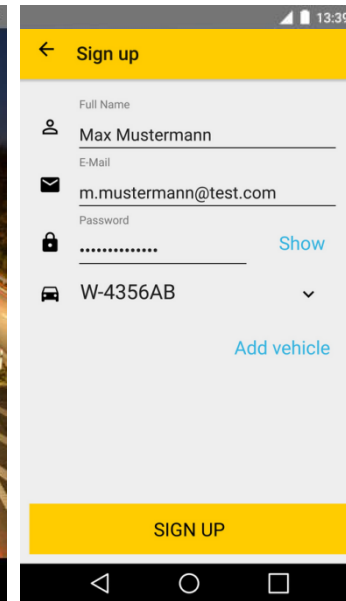 13:39
Sign up
Full Name
Max Mustermann
E-Mail
m.mustermann@test.com
Password
••••••••••••••
Show
W-4356AB
Add vehicle
SIGN UP